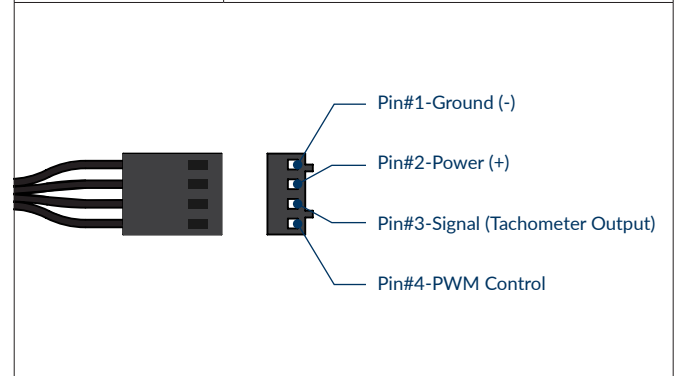 Pin#1-Ground (-)
Pin#2-Power (+)
Pin#3-Signal (Tachometer Output)
Pin#4-PWM Control